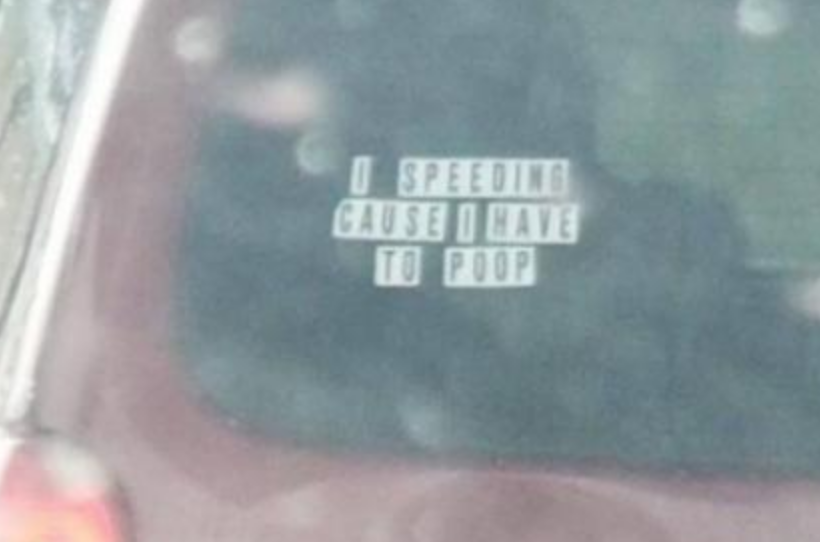 I SPEEDING
CAUSE I HAVE
TO POOP